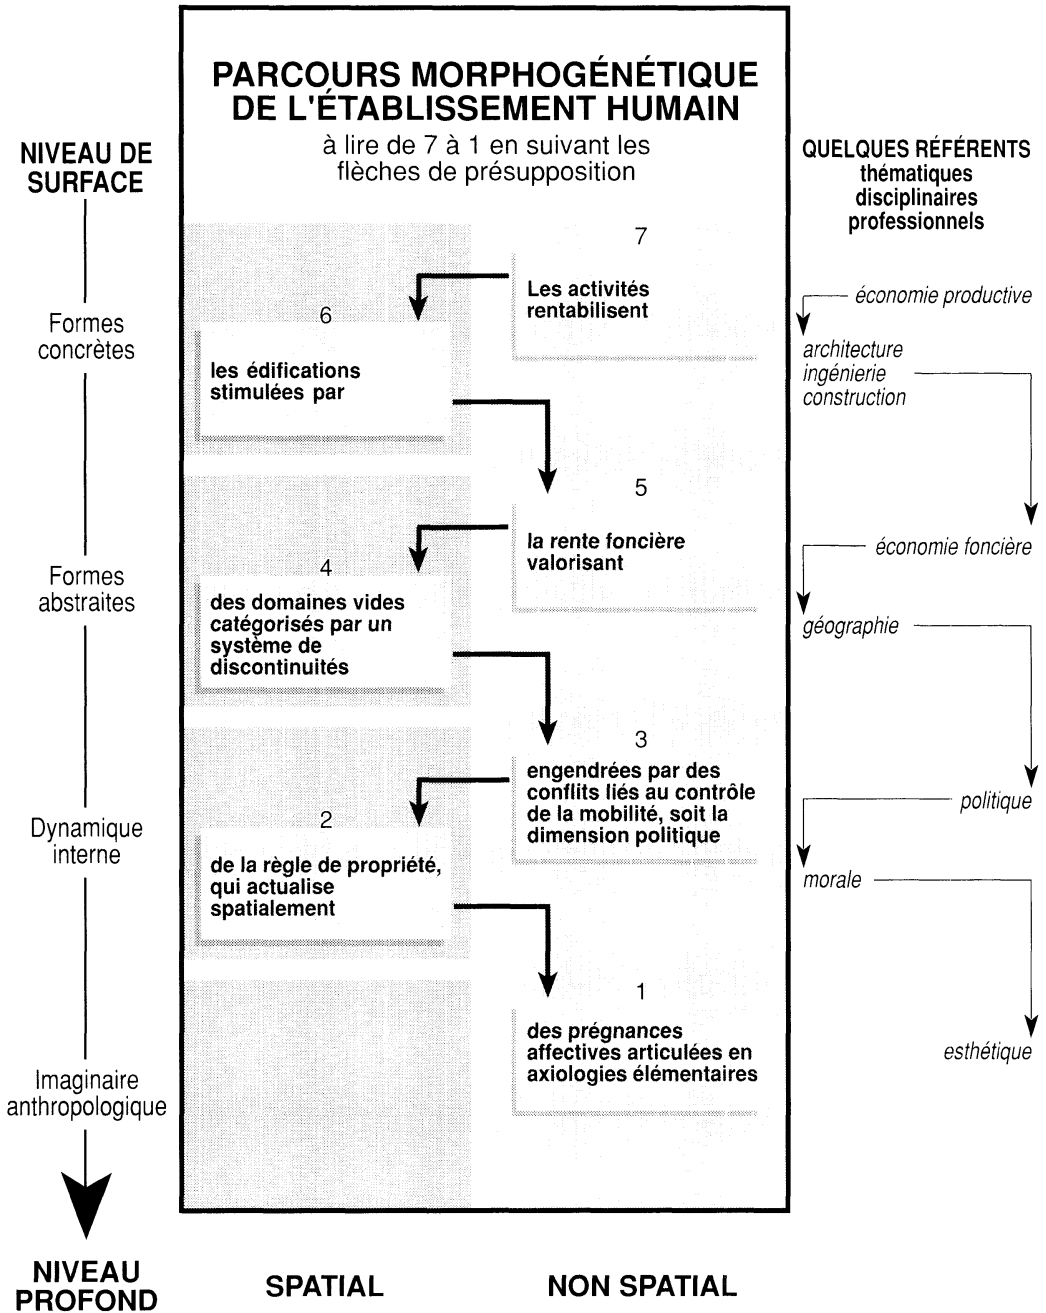 PARCOURS MORPHOGÉNÉTIQUE
DE L'ÉTABLISSEMENT HUMAIN
à lire de 7 à 1 en suivant les
flèches de présupposition
NIVEAU DE
SURFACE
Formes
concrètes
Formes
abstraites
Dynamique
interne
Imaginaire
anthropologique
NIVEAU
PROFOND
7
Les activités
rentabilisent
6
les édifications
stimulées par
5
la rente foncière
valorisant
4
des domaines vides
catégorisés par un
système de
discontinuités
3
engendrées par des
conflits liés au contrôle
de la mobilité, soit la
dimension politique
2
de la règle de propriété,
qui actualise
spatialement
1
des prégnances
affectives articulées en
axiologies élémentaires
SPATIAL
NON SPATIAL
QUELQUES RÉFÉRENTS
thématiques
disciplinaires
professionnels
économie productive
architecture
ingénierie
construction
économie foncière
géographie
politique
morale
esthétique